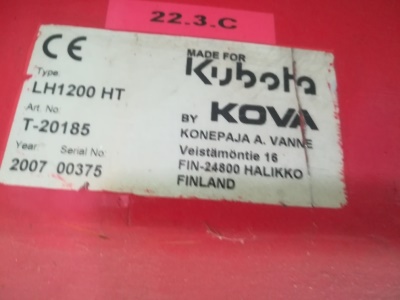 22.3.C
CE
Type:
LH1200 HT
Art. No:
T-20185
Year: Serial No:
2007 00375
MADE FOR
Kubota
BY KOVA
KONEPAJA A. VANNE
Veistämöntie 16
FIN-24800 HALIKKO
FINLAND